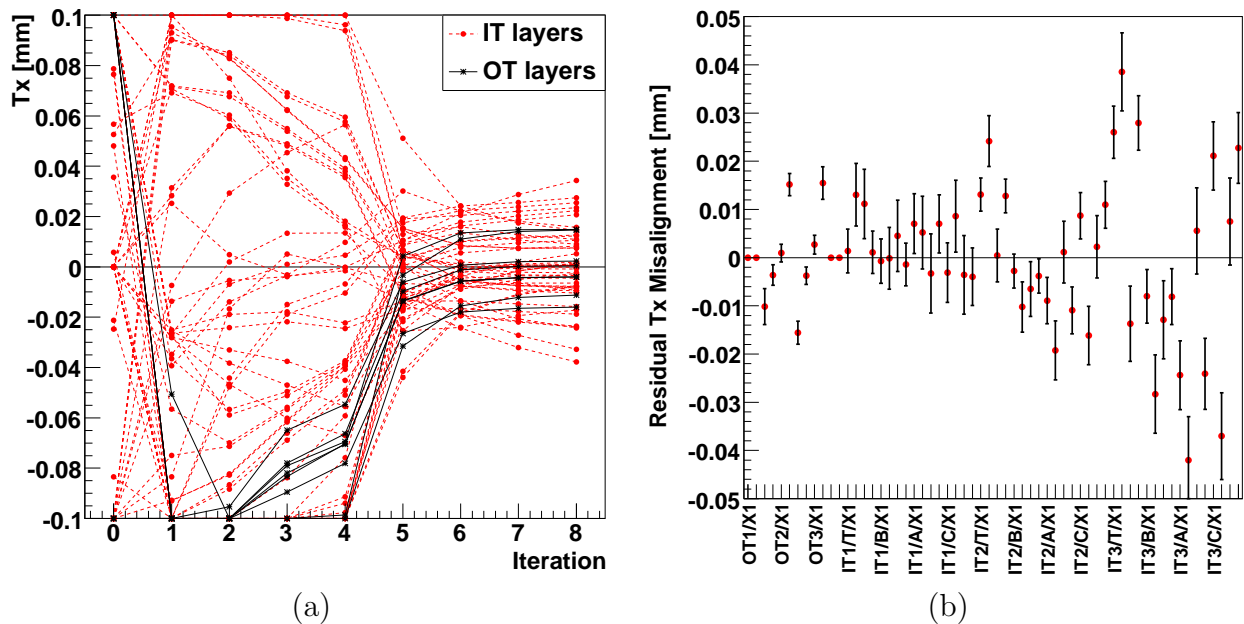 Tx [mm]
0.1
0.08
0.06
0.04
0.02
0
-0.02
-0.04
-0.06
-0.08
-0.1
IT layers
OT layers
0 1 2 3 4 5 6 7 8
Iteration
(a)
Residual Tx Misalignment [mm]
0.05
0.04
0.03
0.02
0.01
0
-0.01
-0.02
-0.03
-0.04
-0.05
OT1/X1
OT2/X1
OT3/X1
IT1/T/X1
IT1/B/X1
IT1/A/X1
IT1/C/X1
IT2/T/X1
IT2/B/X1
IT2/A/X1
IT2/C/X1
IT3/T/X1
IT3/B/X1
IT3/A/X1
IT3/C/X1
(b)